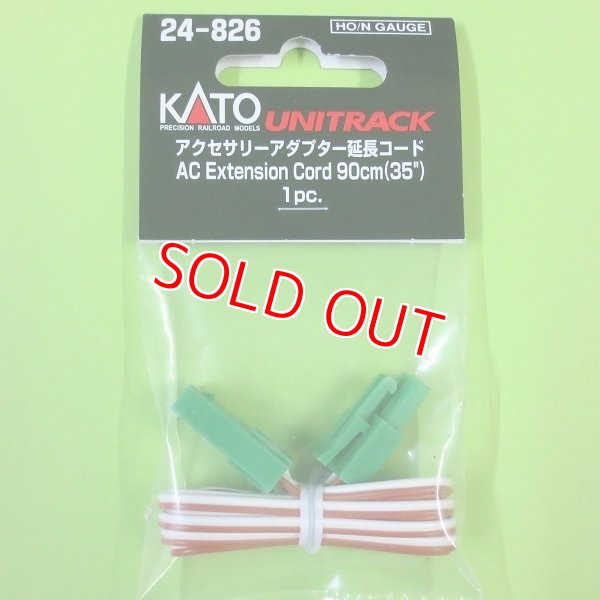 24-826
HO/N GAUGE
KATO
PRECISION RAILROAD MODELS
UNITRACK
アクセサリーアダプター延長コード
AC Extension Cord 90cm(35")
1pc.
SOLD OUT